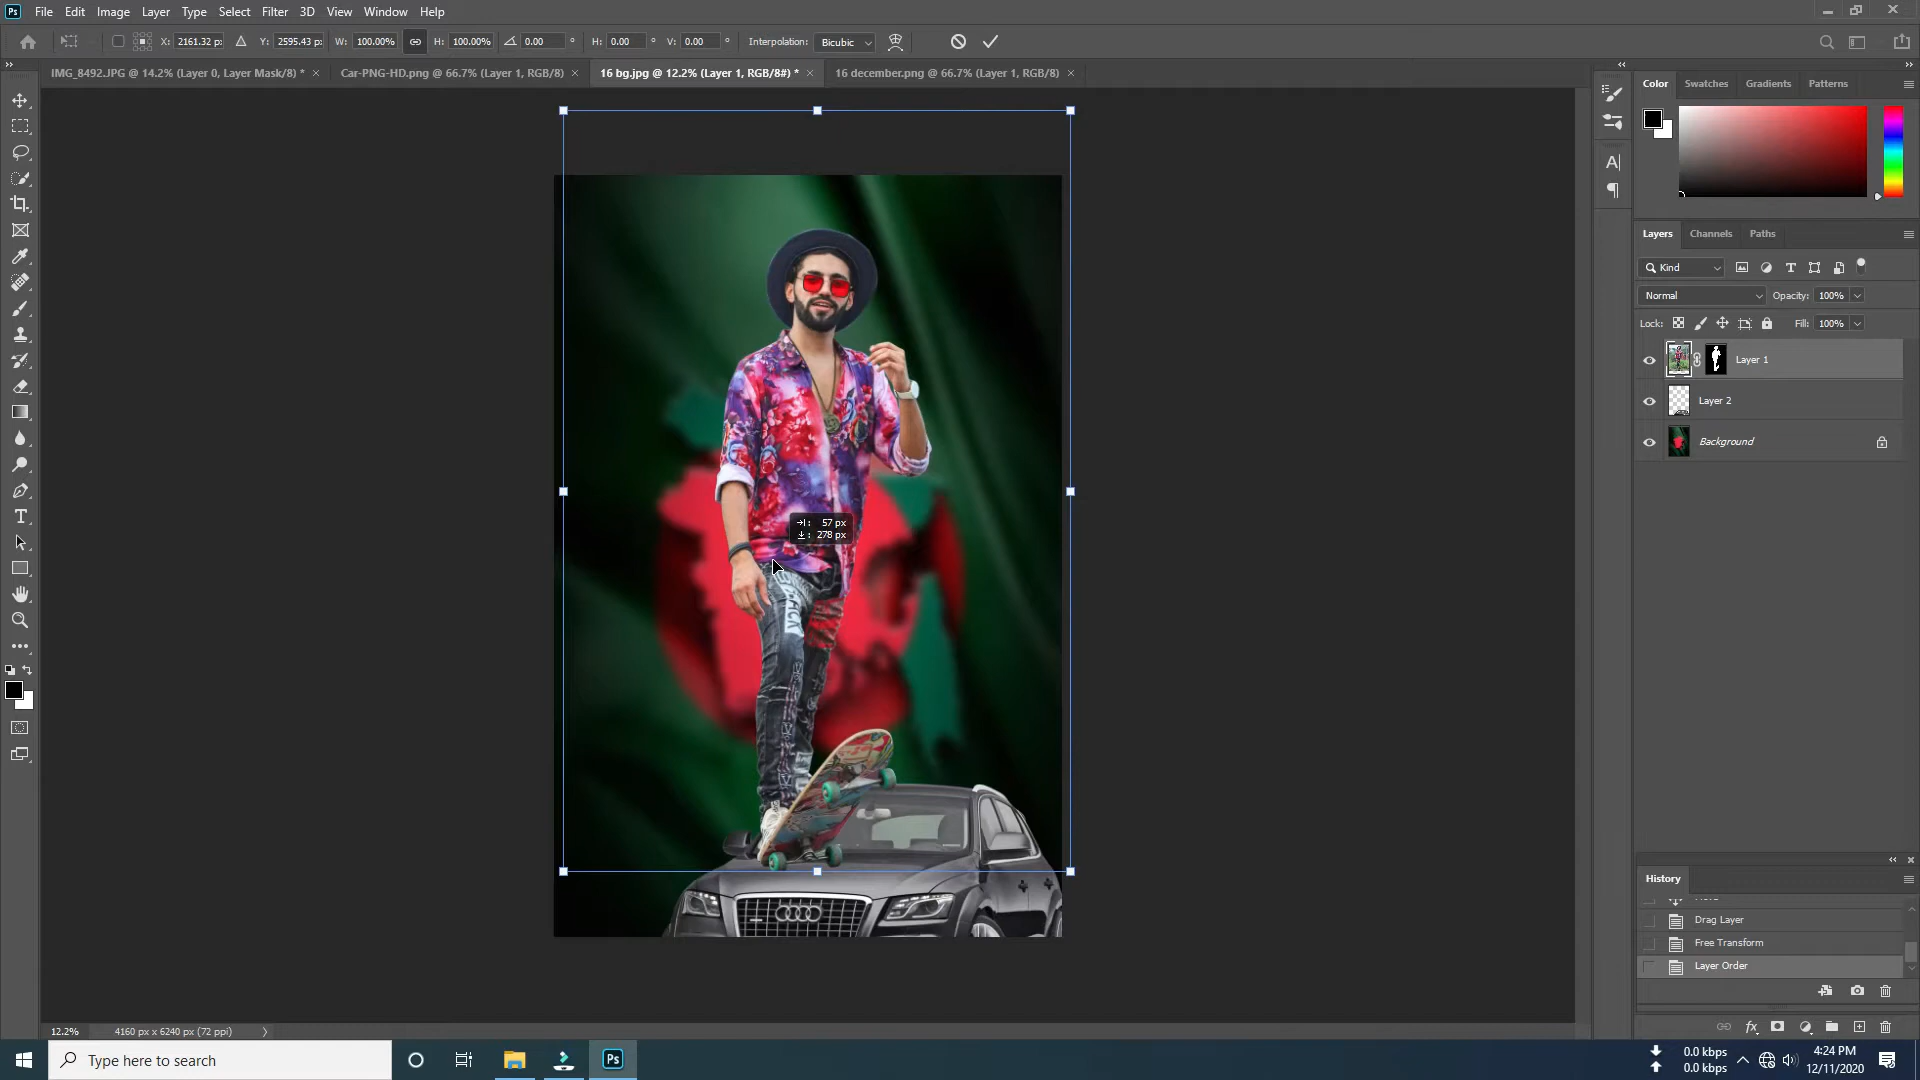 Ps File Edit Image Layer Type Select Filter 3D View Window Help
X: 2161.32 p: Y: 2595.43 p: W: 100.00% H: 100.00% 0.00 ° H: 0.00 ° V: 0.00 ° Interpolation: Bicubic
IMG_8492.JPG @ 14.2% (Layer 0, Layer Mask/8) * × Car-PNG-HD.png @ 66.7% (Layer 1, RGB/8) × 16 bg.jpg @ 12.2% (Layer 1, RGB/8#) * × 16 december.png @ 66.7% (Layer 1, RGB/8) ×
Color Swatches Gradients Patterns
Layers Channels Paths
Kind
Normal Opacity: 100%
Lock: Fill: 100%
Layer 1
Layer 2
Background
57 px
278 px
History
Drag Layer
Free Transform
Layer Order
12.2% 4160 px x 6240 px (72 ppi)
Type here to search
Ps
0.0 kbps
0.0 kbps
4:24 PM
12/11/2020